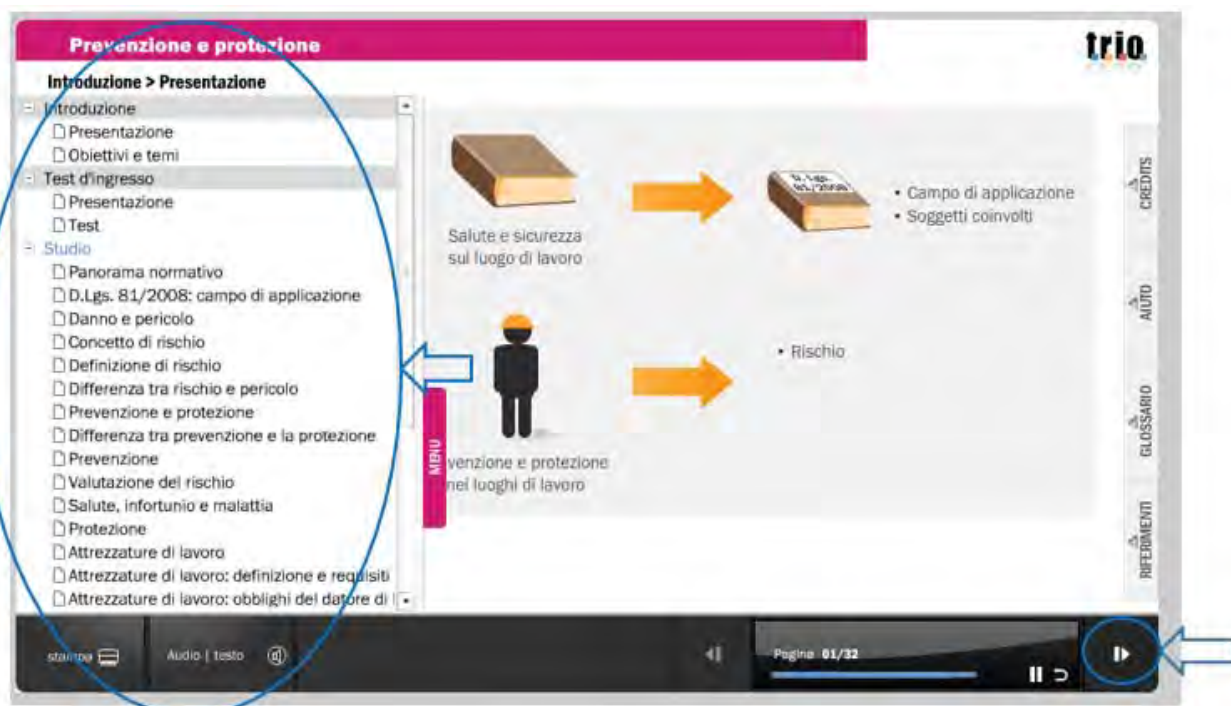 Prevenzione e protezione
trio
Introduzione > Presentazione
Introduzione
Presentazione
Obiettivi e temi
Test d'ingresso
Presentazione
Test
Studio
Panorama normativo
D.Lgs. 81/2008: campo di applicazione
Danno e pericolo
Concetto di rischio
Definizione di rischio
Differenza tra rischio e pericolo
Prevenzione e protezione
Differenza tra prevenzione e la protezione
Prevenzione
Valutazione del rischio
Salute, infortunio e malattia
Protezione
Attrezzature di lavoro
Attrezzature di lavoro: definizione e requisiti
Attrezzature di lavoro: obblighi del datore di l
MENU
Salute e sicurezza
sul luogo di lavoro
D. Lgs.
81/2008
• Campo di applicazione
• Soggetti coinvolti
venzione e protezione
nei luoghi di lavoro
• Rischio
CREDITS
AIUTO
GLOSSARIO
RIFERIMENTI
stampa
Audio | testo
Pagina 01/32